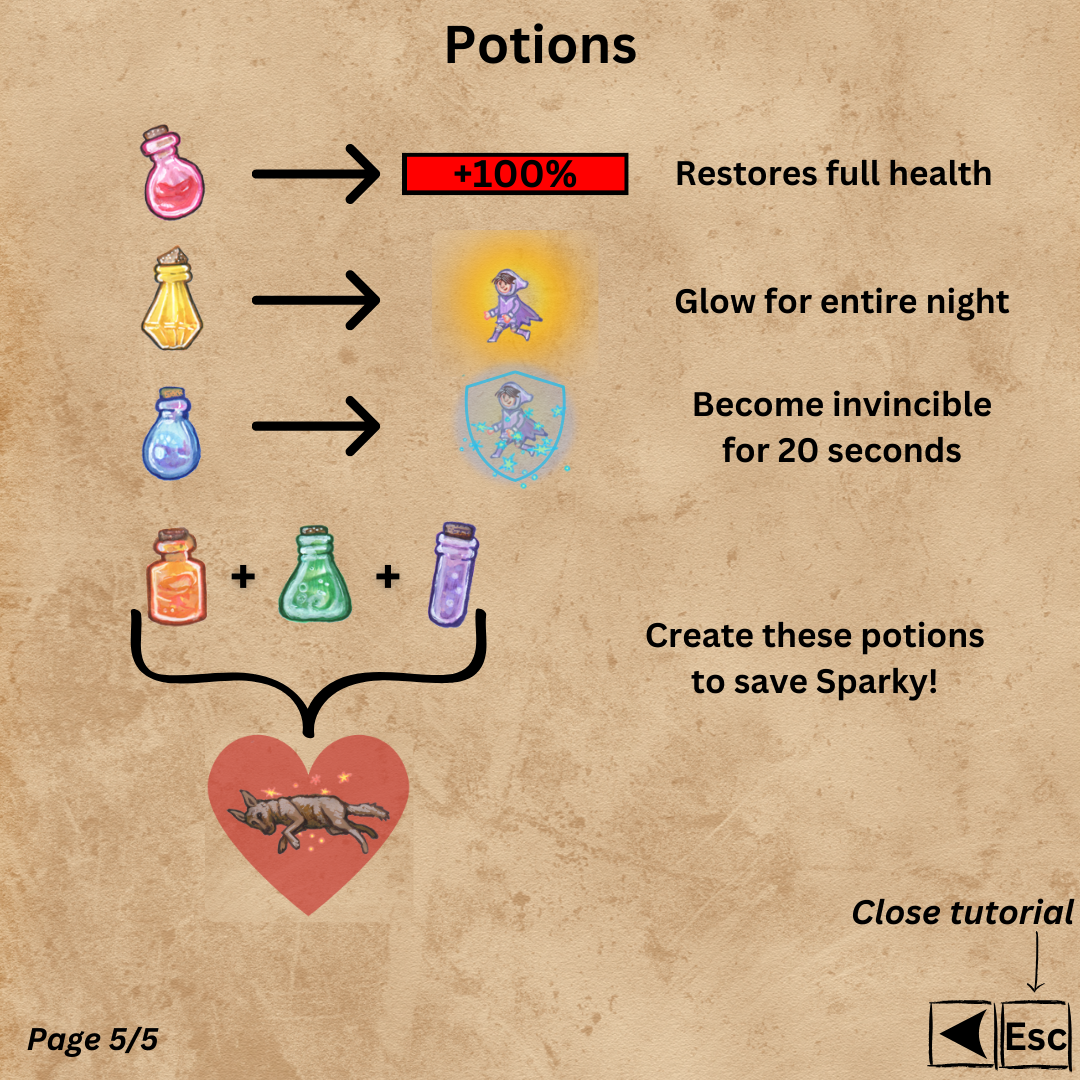 Potions
+100%
Restores full health
Glow for entire night
Become invincible
for 20 seconds
+ +
Create these potions
to save Sparky!
Close tutorial
Page 5/5
Esc